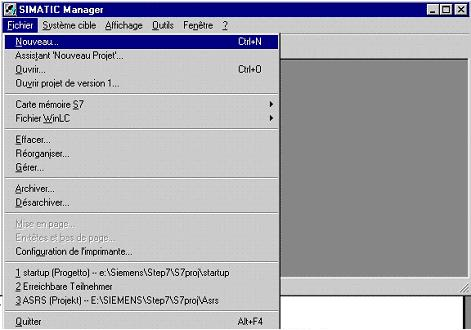 SIMATIC Manager
Fichier Système cible Affichage Outils Fenêtre ?
Nouveau... Ctrl+N
Assistant 'Nouveau Projet'...
Ouvrir... Ctrl+O
Ouvrir projet de version 1...
Carte mémoire S7
Fichier WinLC
Effacer...
Réorganiser...
Gérer...
Archiver...
Désarchiver...
Mise en page...
En-têtes et bas de page...
Configuration de l'imprimante...
1 startup (Progetto) -- e:\Siemens\Step7\S7proj\startup
2 Erreichbare Teilnehmer
3 ASRS (Projekt) -- E:\SIEMENS\Step7\S7proj\Asrs
Quitter Alt+F4